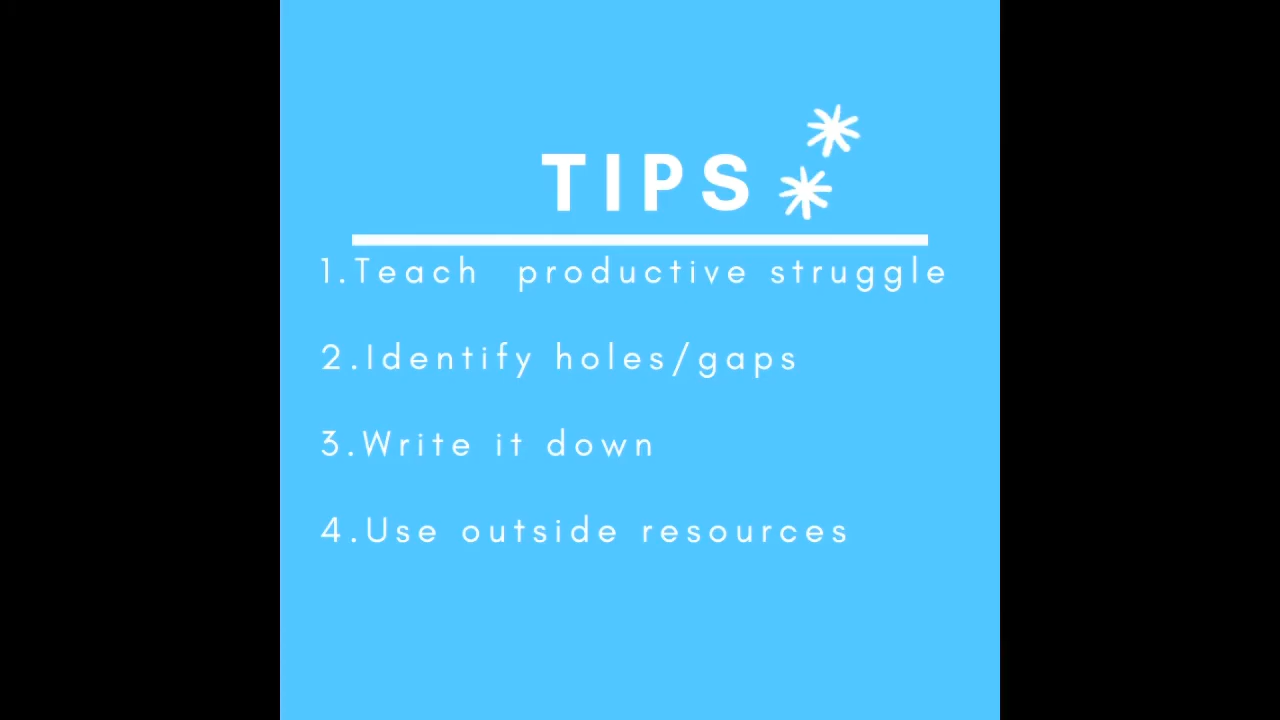 TIPS
1.Teach  productive struggle
2.Identify holes/gaps
3.Write it down
4.Use outside resources